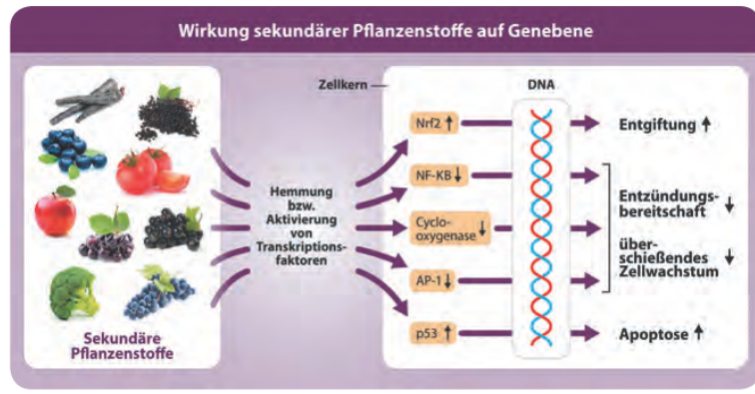 Wirkung sekundärer Pflanzenstoffe auf Genebene
Sekundäre
Pflanzenstoffe
Hemmung
bzw.
Aktivierung
von
Transkriptions-
faktoren
Zellkern
DNA
Nrf2 ↑
NF-KB ↓
Cyclo-
oxygenase ↓
AP-1 ↓
p53 ↑
Entgiftung ↑
Entzündungs-
bereitschaft ↓
über-
schießendes ↓
Zellwachstum
Apoptose ↑